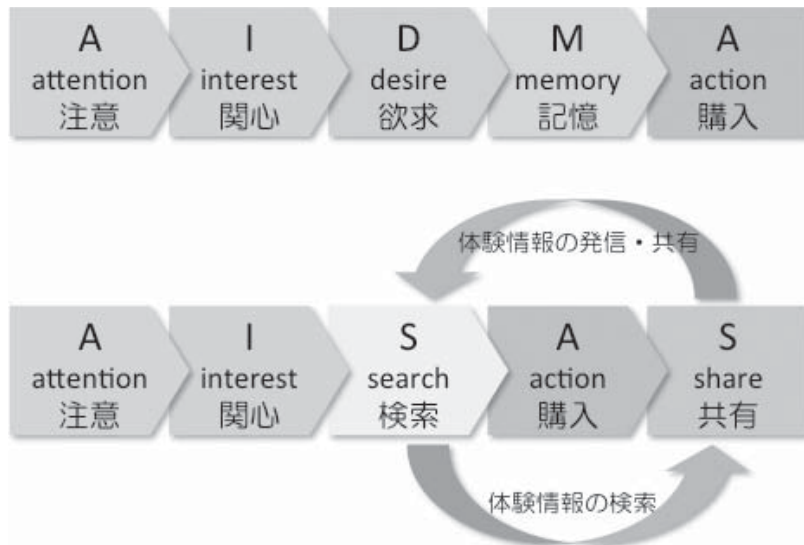 A I D M A
attention interest desire memory action
注意 関心 欲求 記憶 購入
体験情報の発信・共有
A I S A S
attention interest search action share
注意 関心 検索 購入 共有
体験情報の検索